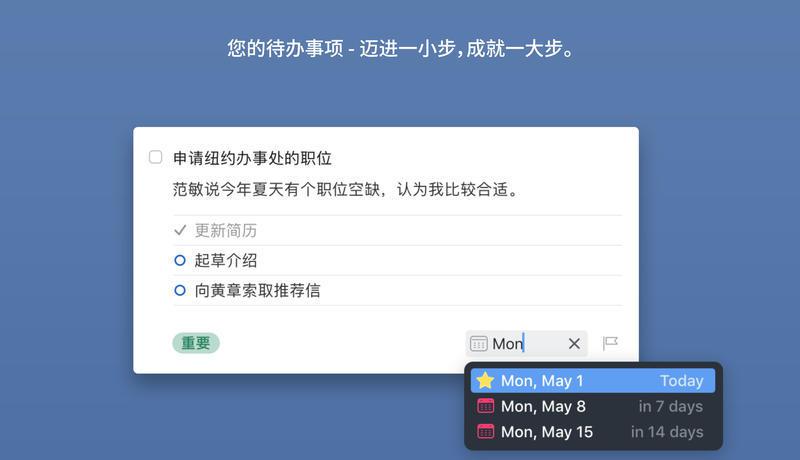 您的待办事项 - 迈进一小步，成就一大步。
申请纽约办事处的职位
范敏说今年夏天有个职位空缺，认为我比较合适。
更新简历
起草介绍
向黄章索取推荐信
重要
Mon
Mon, May 1 Today
Mon, May 8 in 7 days
Mon, May 15 in 14 days